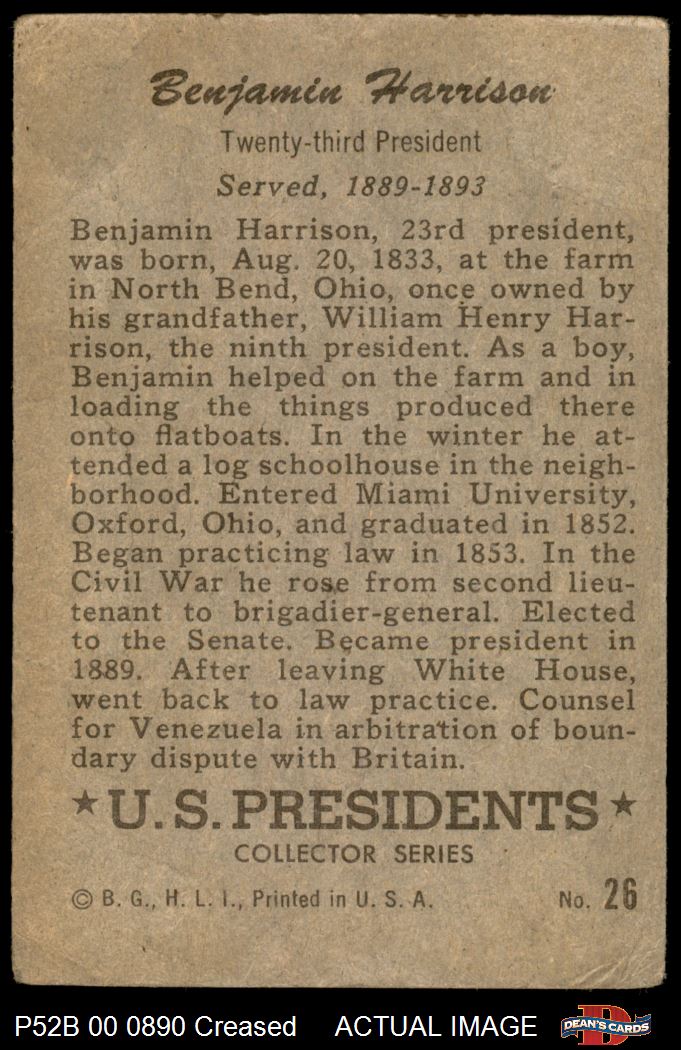 Benjamin Harrison
Twenty-third President
Served, 1889-1893
Benjamin Harrison, 23rd president,
was born, Aug. 20, 1833, at the farm
in North Bend, Ohio, once owned by
his grandfather, William Henry Har-
rison, the ninth president. As a boy,
Benjamin helped on the farm and in
loading the things produced there
onto flatboats. In the winter he at-
tended a log schoolhouse in the neigh-
borhood. Entered Miami University,
Oxford, Ohio, and graduated in 1852.
Began practicing law in 1853. In the
Civil War he rose from second lieu-
tenant to brigadier-general. Elected
to the Senate. Became president in
1889. After leaving White House,
went back to law practice. Counsel
for Venezuela in arbitration of boun-
dary dispute with Britain.
★ U.S. PRESIDENTS ★
COLLECTOR SERIES
© B. G., H. L. I., Printed in U. S. A. No. 26
P52B 00 0890 Creased ACTUAL IMAGE D DEAN'S CARDS